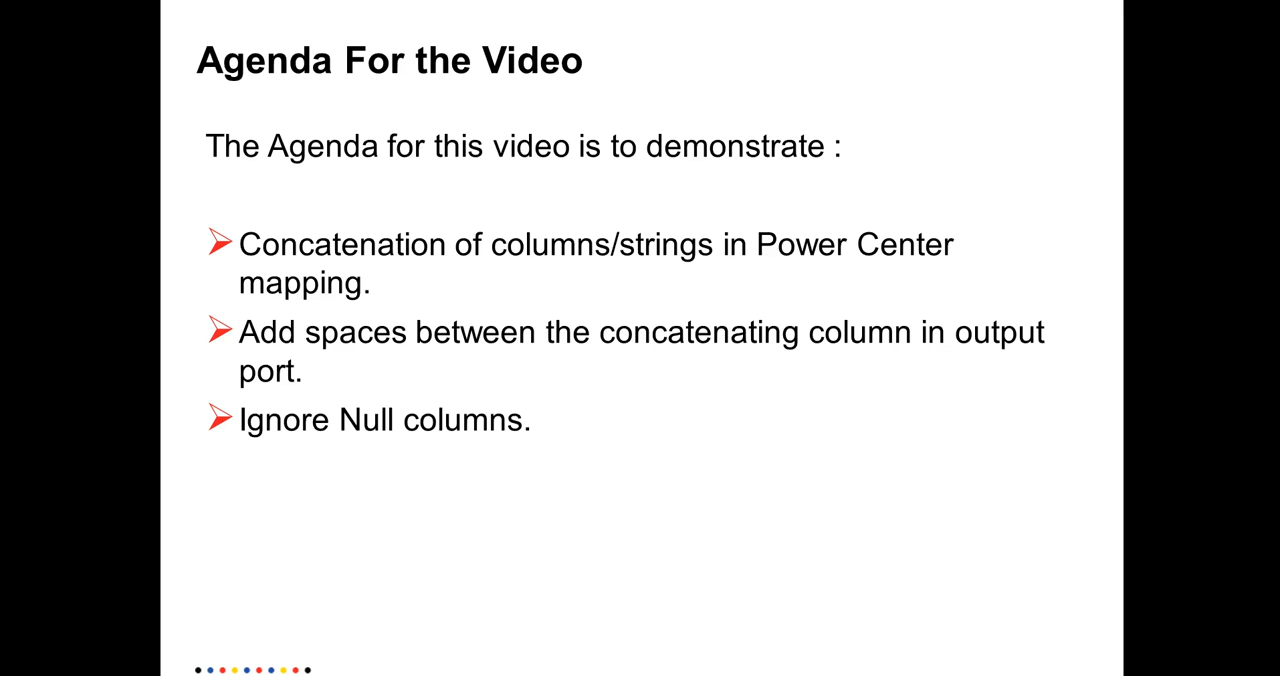 Agenda For the Video
The Agenda for this video is to demonstrate :
Concatenation of columns/strings in Power Center
mapping.
Add spaces between the concatenating column in output
port.
Ignore Null columns.